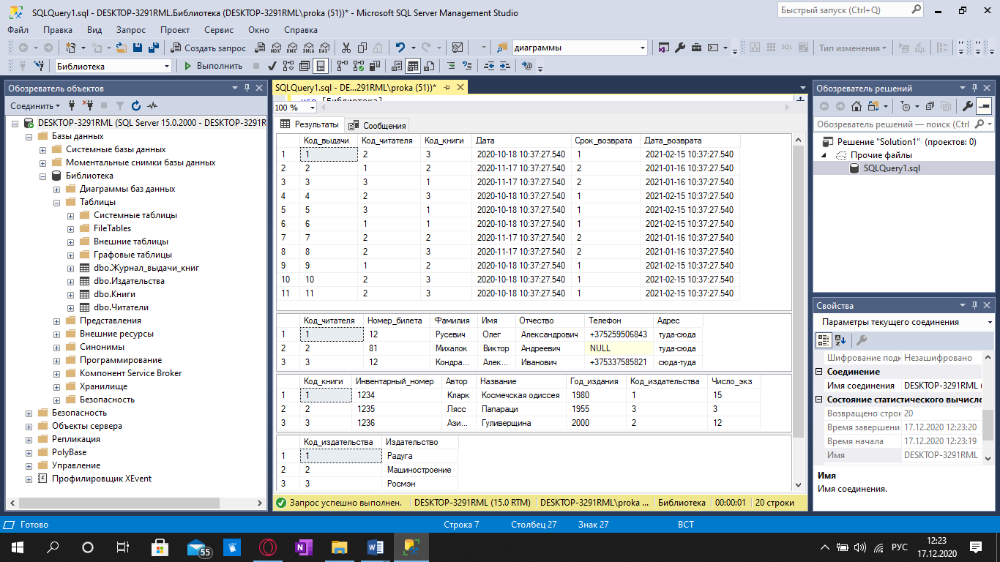 SQLQuery1.sql - DESKTOP-3291RML.Библиотека (DESKTOP-3291RML\proka (51))* - Microsoft SQL Server Management Studio
Быстрый запуск (Ctrl+Q)
Файл Правка Вид Запрос Проект Сервис Окно Справка
Создать запрос MDX DMX XMLA DAX диаграммы Тип изменения
Библиотека Выполнить
Обозреватель объектов
Соединить
DESKTOP-3291RML (SQL Server 15.0.2000 - DESKTOP-3291R
Базы данных
Системные базы данных
Моментальные снимки базы данных
Библиотека
Диаграммы баз данных
Таблицы
Системные таблицы
FileTables
Внешние таблицы
Графовые таблицы
dbo.Журнал_выдачи_книг
dbo.Издательства
dbo.Книги
dbo.Читатели
Представления
Внешние ресурсы
Синонимы
Программирование
Компонент Service Broker
Хранилище
Безопасность
Безопасность
Объекты сервера
Репликация
PolyBase
Управление
Профилировщик XEvent
SQLQuery1.sql - DE...291RML\proka (51))*
use [Библиотека]
100 %
Результаты Сообщения
Код_выдачи Код_читателя Код_книги Дата Срок_возврата Дата_возврата
1 1 2 3 2020-10-18 10:37:27.540 1 2021-02-15 10:37:27.540
2 2 1 2 2020-11-17 10:37:27.540 2 2021-01-16 10:37:27.540
3 3 3 1 2020-11-17 10:37:27.540 2 2021-01-16 10:37:27.540
4 4 2 3 2020-10-18 10:37:27.540 1 2021-02-15 10:37:27.540
5 5 3 1 2020-10-18 10:37:27.540 1 2021-02-15 10:37:27.540
6 6 1 1 2020-10-18 10:37:27.540 1 2021-02-15 10:37:27.540
7 7 2 2 2020-11-17 10:37:27.540 2 2021-01-16 10:37:27.540
8 8 2 3 2020-11-17 10:37:27.540 2 2021-01-16 10:37:27.540
9 9 1 2 2020-10-18 10:37:27.540 1 2021-02-15 10:37:27.540
10 10 2 3 2020-10-18 10:37:27.540 1 2021-02-15 10:37:27.540
11 11 2 3 2020-10-18 10:37:27.540 1 2021-02-15 10:37:27.540
Код_читателя Номер_билета Фамилия Имя Отчество Телефон Адрес
1 1 12 Русевич Олег Александрович +375259506843 туда-сюда
2 2 81 Михалок Виктор Андреевич NULL туда-сюда
3 3 12 Кондра... Алек... Иванович +375337585821 сюда-туда
Код_книги Инвентарный_номер Автор Название Год_издания Код_издательства Число_экз
1 1 1234 Кларк Космечская одиссея 1980 1 15
2 2 1235 Лясс Папараци 1955 3 3
3 3 1236 Ази... Гуливерщина 2000 2 12
Код_издательства Издательство
1 1 Радуга
2 2 Машиностроение
3 3 Росмэн
Запрос успешно выполнен. DESKTOP-3291RML (15.0 RTM) DESKTOP-3291RML\proka ... Библиотека 00:00:01 20 строки
Обозреватель решений
Обозреватель решений — поиск (Ctrl
Решение "Solution1" (проектов: 0)
Прочие файлы
SQLQuery1.sql
Свойства
Параметры текущего соединения
Шифрование подк Незашифровано
Соединение
Имя соединения DESKTOP-3291RML (
Состояние статистического вычисле
Возвращено строк 20
Время завершени 17.12.2020 12:23:20
Время начала 17.12.2020 12:23:19
Имя DESKTOP-3291RML
Имя
Имя соединения.
Готово Строка 7 Столбец 27 Знак 27 ВСТ
55 РУС 12:23
17.12.2020